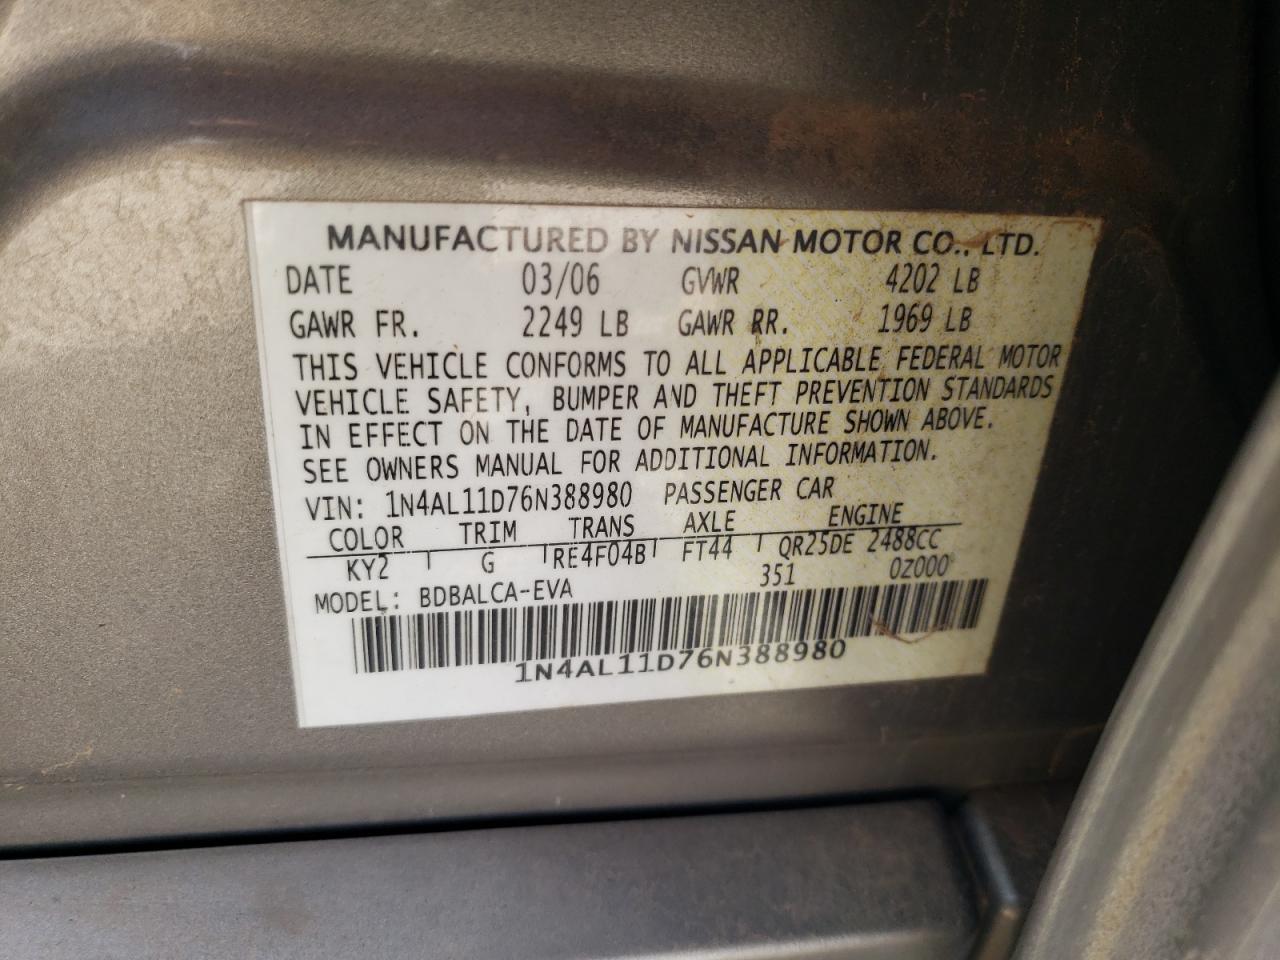 MANUFACTURED BY NISSAN MOTOR CO., LTD.
DATE 03/06 GVWR 4202 LB
GAWR FR. 2249 LB GAWR RR. 1969 LB
THIS VEHICLE CONFORMS TO ALL APPLICABLE FEDERAL MOTOR
VEHICLE SAFETY, BUMPER AND THEFT PREVENTION STANDARDS
IN EFFECT ON THE DATE OF MANUFACTURE SHOWN ABOVE.
SEE OWNERS MANUAL FOR ADDITIONAL INFORMATION.
VIN: 1N4AL11D76N388980 PASSENGER CAR
COLOR TRIM TRANS AXLE ENGINE
KY2 G RE4F04B FT44 QR25DE 2488CC
MODEL: BDBALCA-EVA 351 0Z000
1N4AL11D76N388980